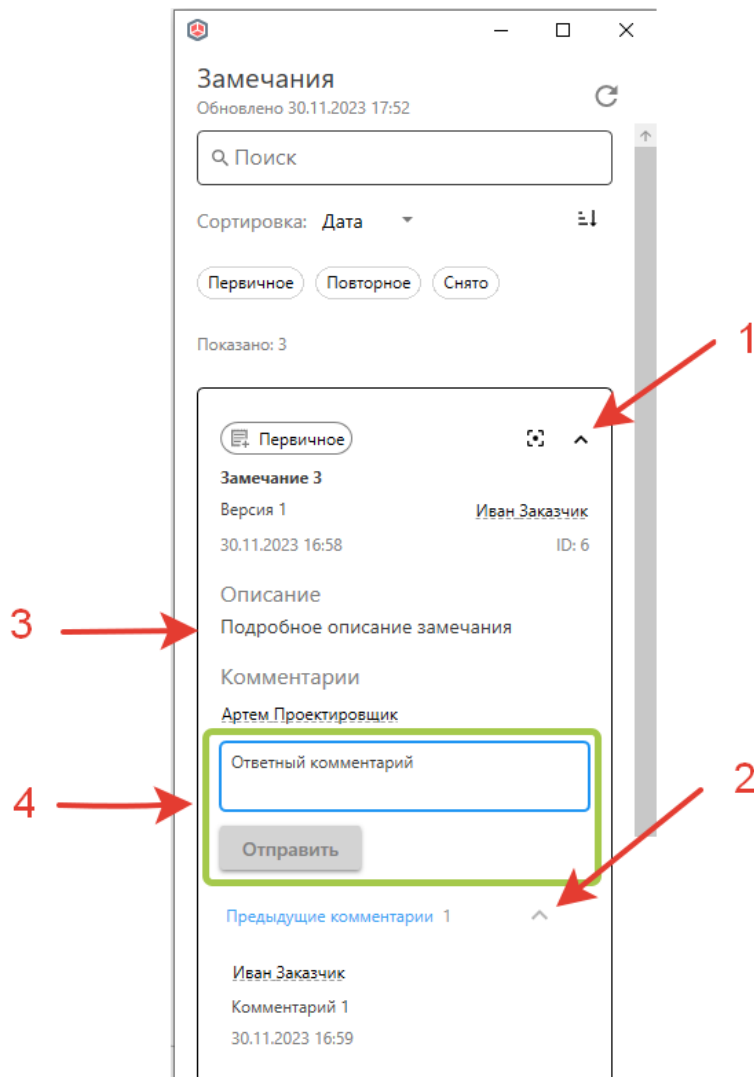 Замечания
Обновлено 30.11.2023 17:52
Поиск
Сортировка: Дата
Первичное Повторное Снято
Показано: 3
1
Первичное
Замечание 3
Версия 1 Иван Заказчик
30.11.2023 16:58 ID: 6
Описание
3 Подробное описание замечания
Комментарии
Артем Проектировщик
Ответный комментарий
2
4
Отправить
Предыдущие комментарии 1
Иван Заказчик
Комментарий 1
30.11.2023 16:59